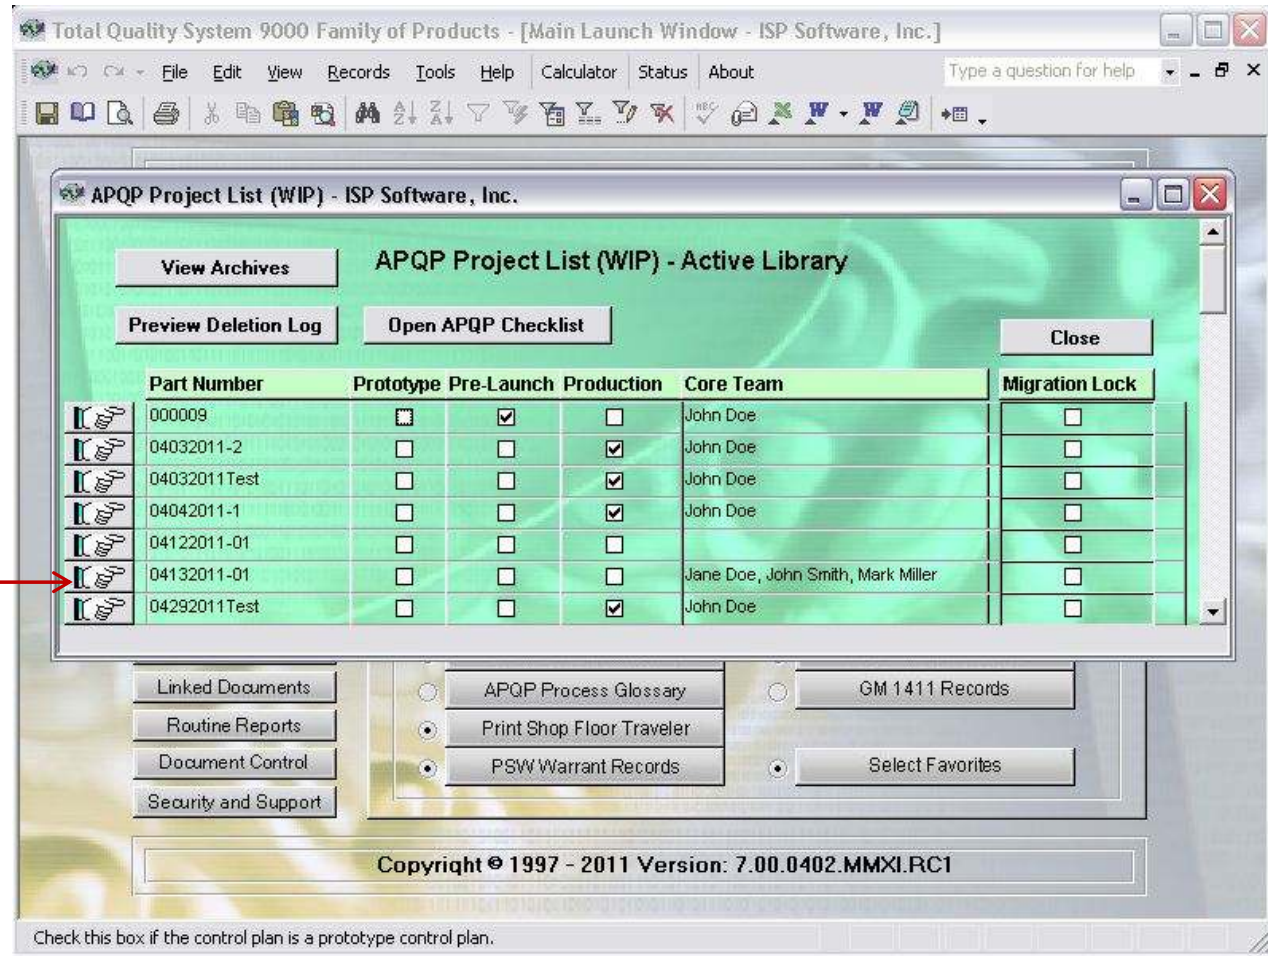 Total Quality System 9000 Family of Products - [Main Launch Window - ISP Software, Inc.]
File Edit View Records Tools Help Calculator Status About Type a question for help
APQP Project List (WIP) - ISP Software, Inc.
View Archives APQP Project List (WIP) - Active Library
Preview Deletion Log Open APQP Checklist Close
Part Number Prototype Pre-Launch Production Core Team Migration Lock
000009 John Doe
04032011-2 John Doe
04032011Test John Doe
04042011-1 John Doe
04122011-01
04132011-01 Jane Doe, John Smith, Mark Miller
04292011Test John Doe
Linked Documents APQP Process Glossary GM 1411 Records
Routine Reports Print Shop Floor Traveler
Document Control PSW Warrant Records Select Favorites
Security and Support
Copyright © 1997 - 2011 Version: 7.00.0402.MMXI.RC1
Check this box if the control plan is a prototype control plan.